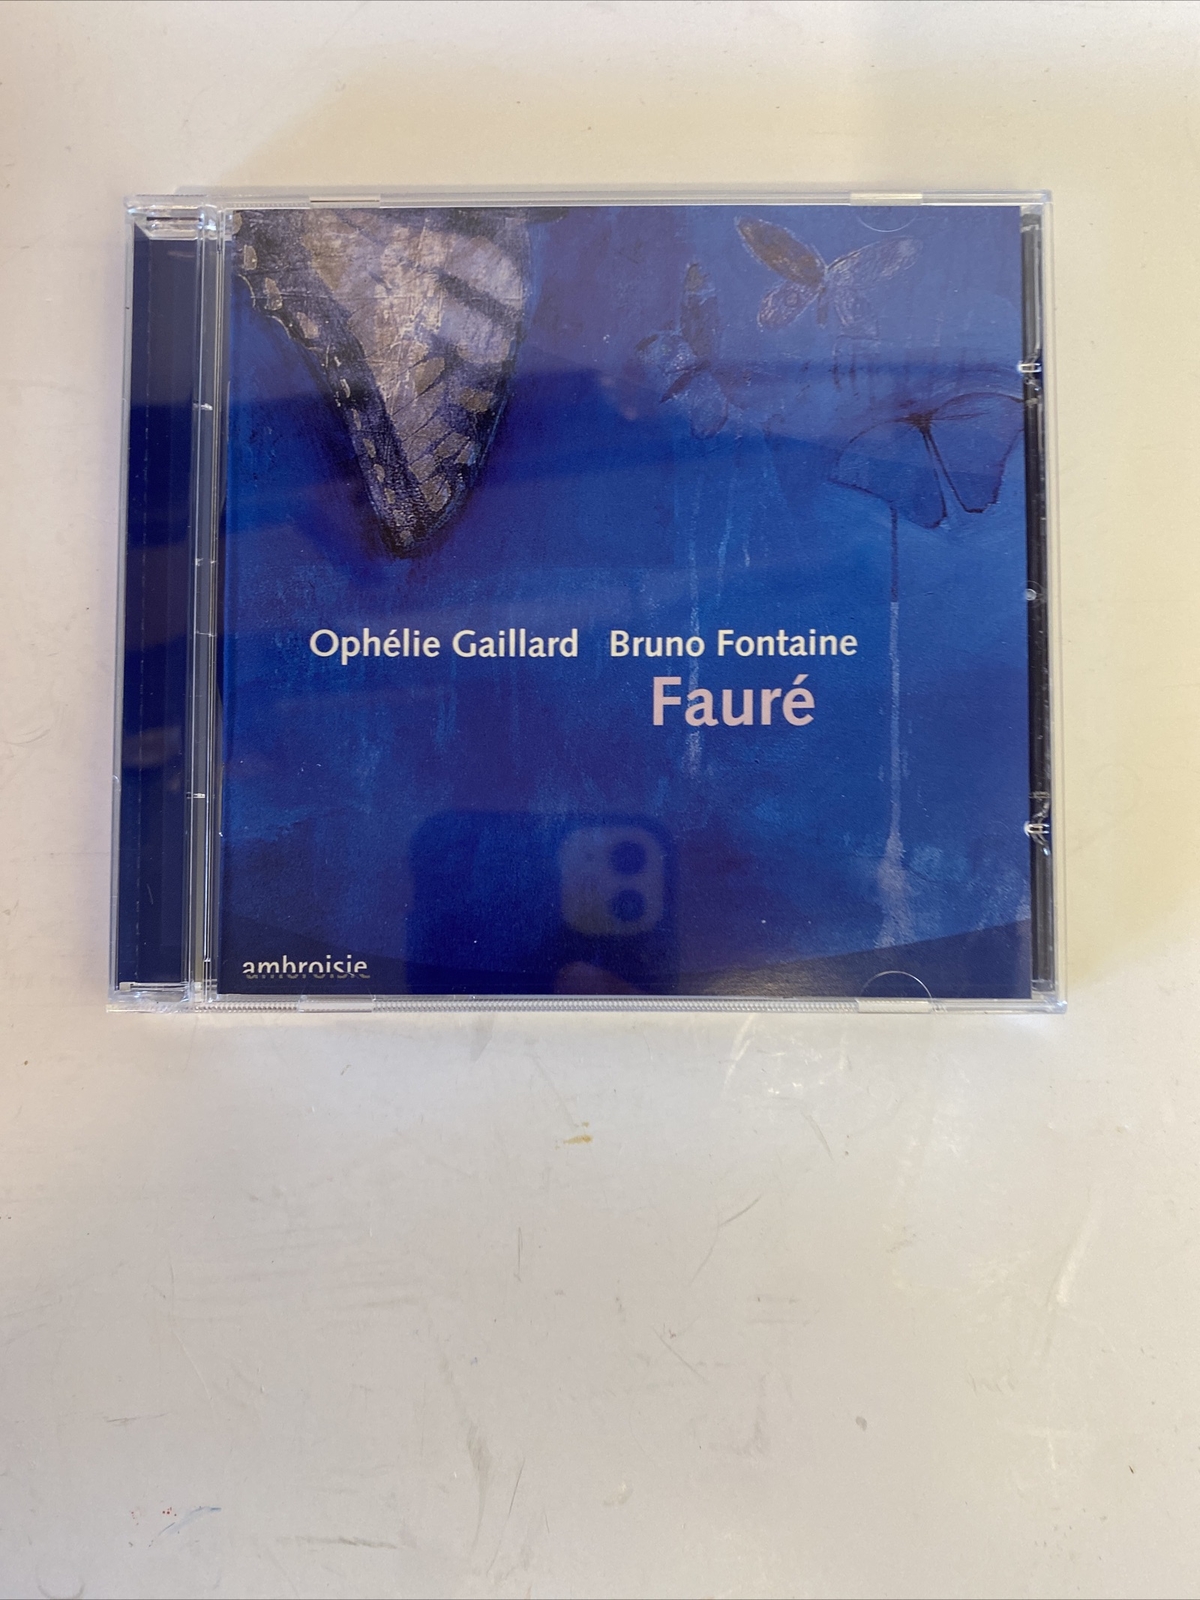 Ophélie Gaillard Bruno Fontaine
Fauré
ambroisie